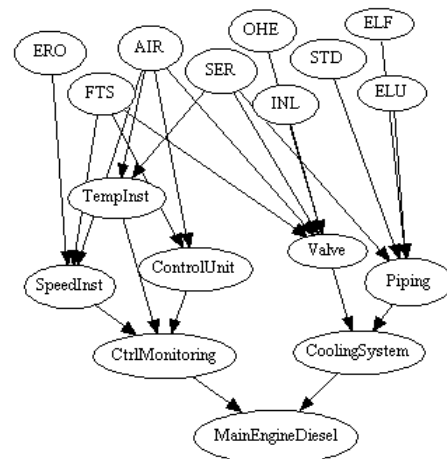 OHE
ELF
ERO
AIR
STD
SER
FTS
INL
ELU
TempInst
Valve
ControlUnit
Piping
SpeedInst
CtrlMonitoring
CoolingSystem
MainEngineDiesel